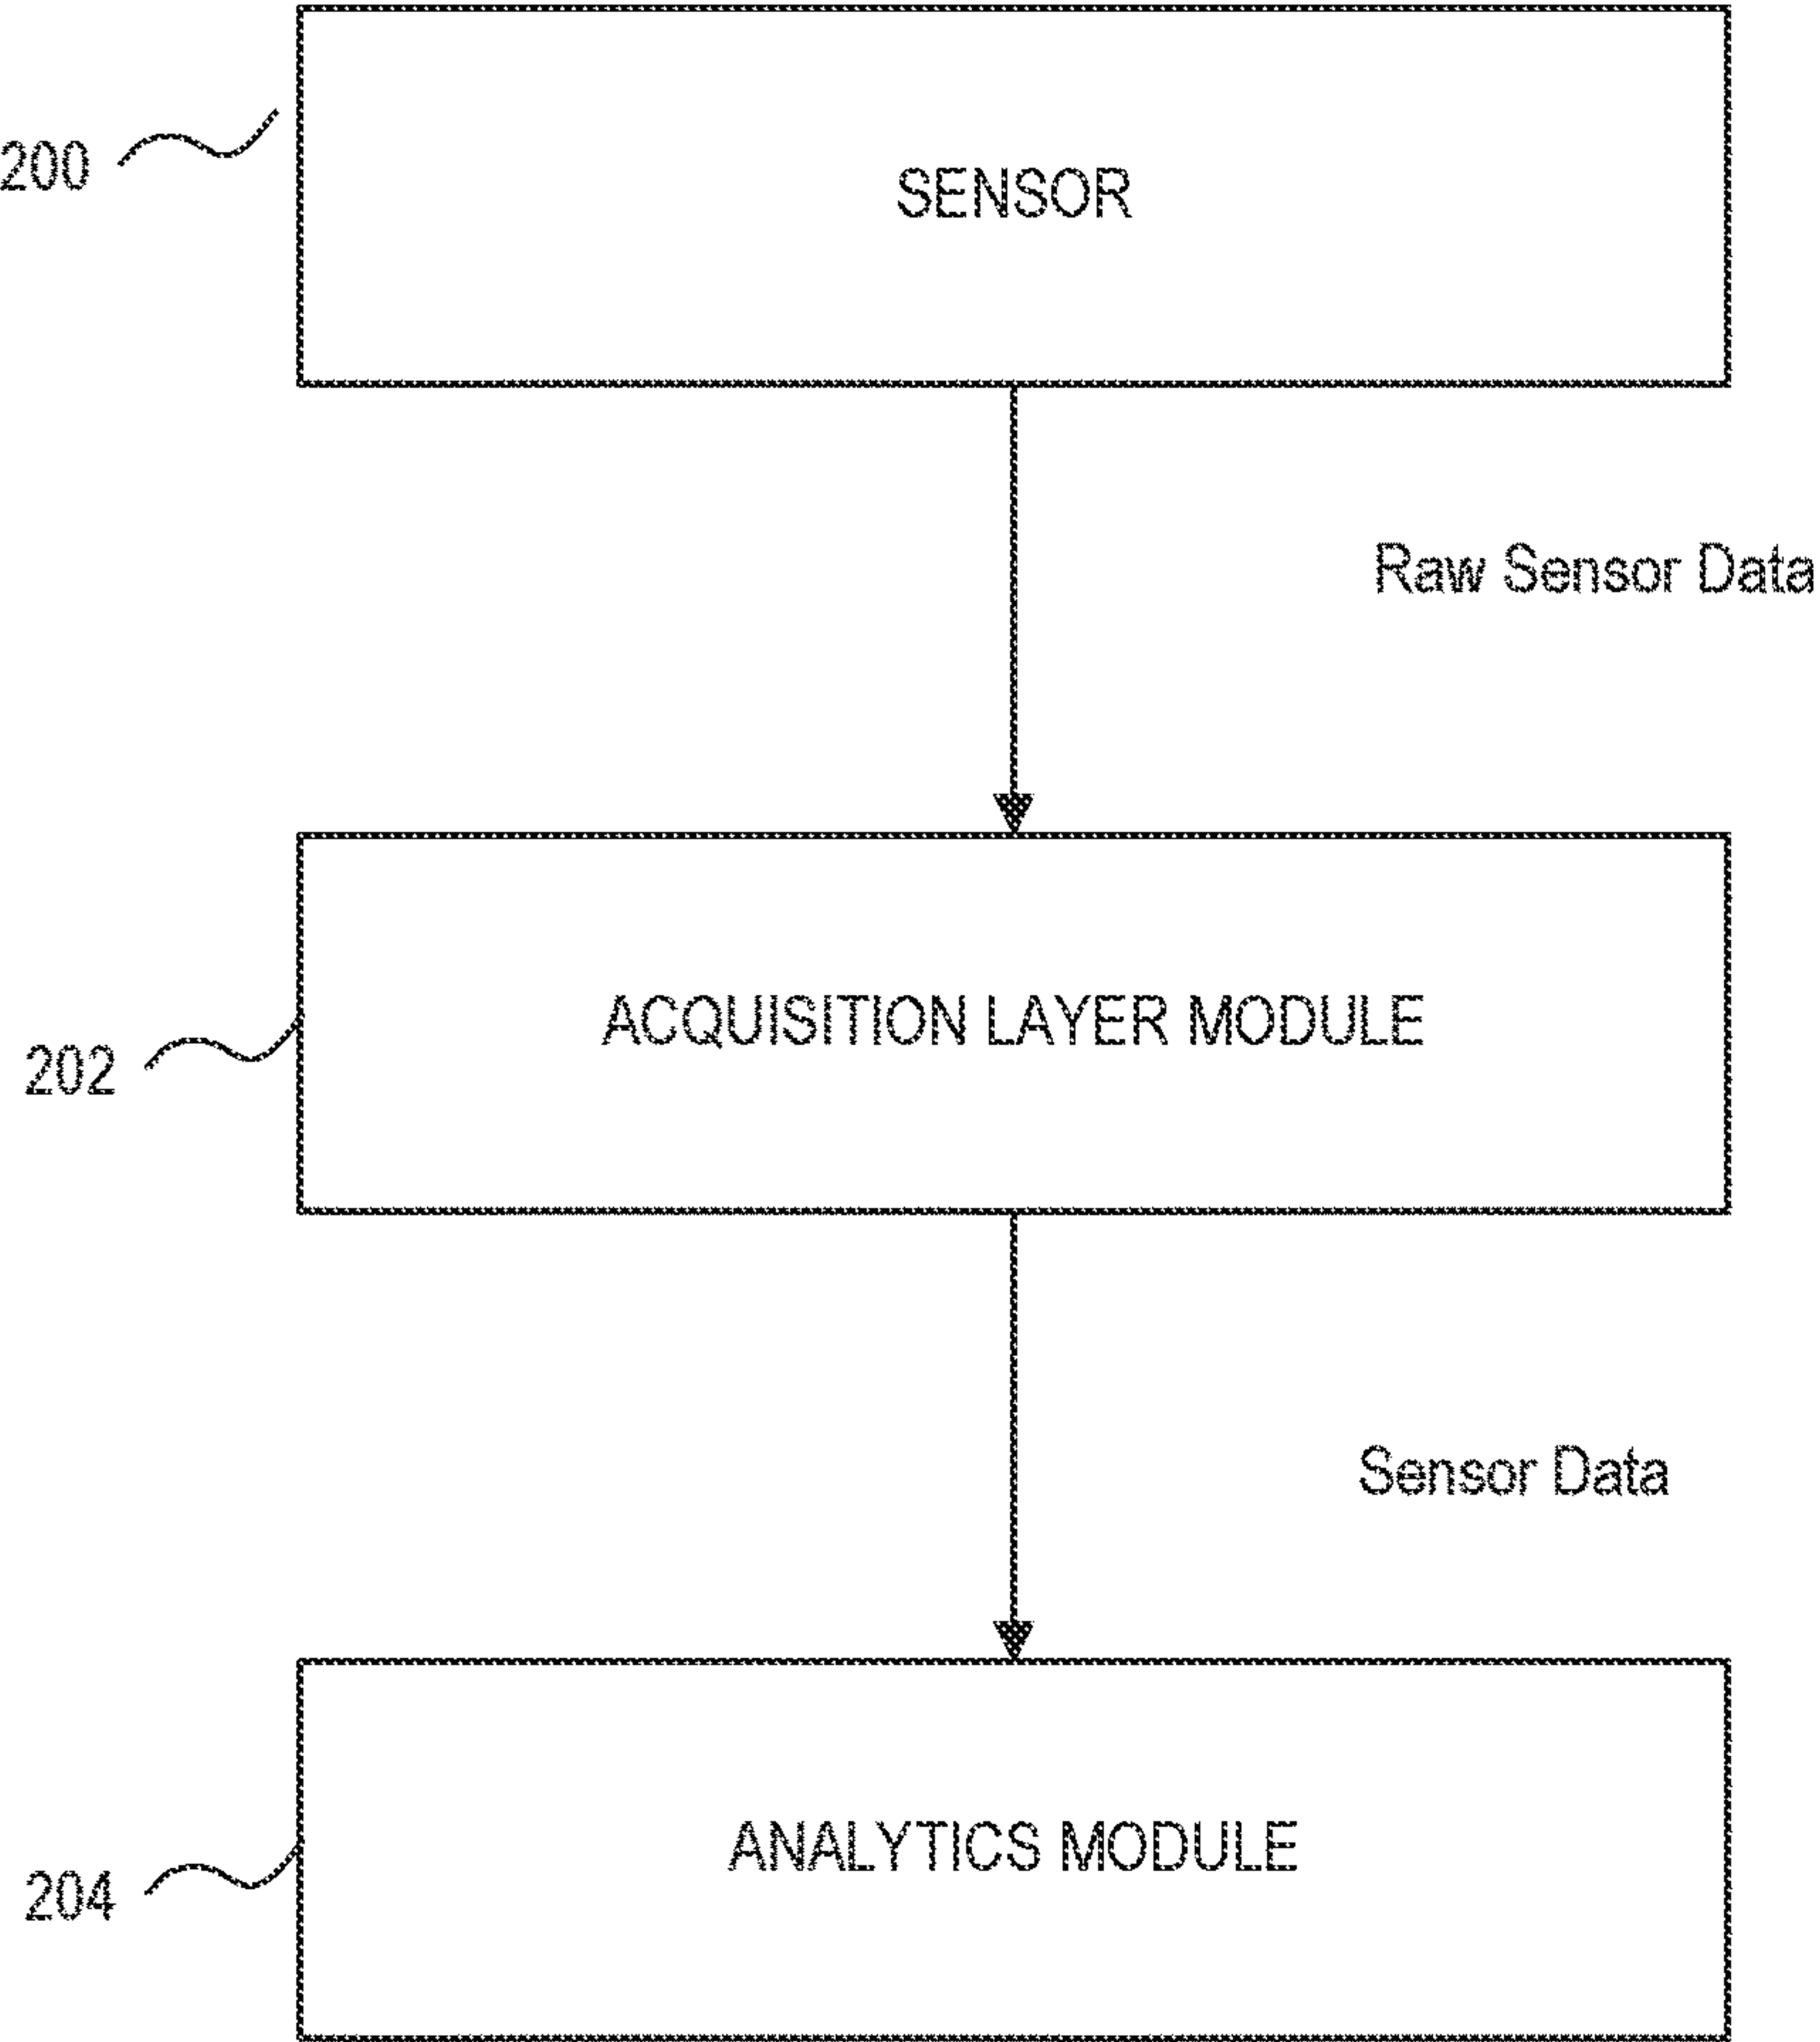 200
SENSOR
Raw Sensor Data
ACQUISITION LAYER MODULE
202
Sensor Data
ANALYTICS MODULE
204